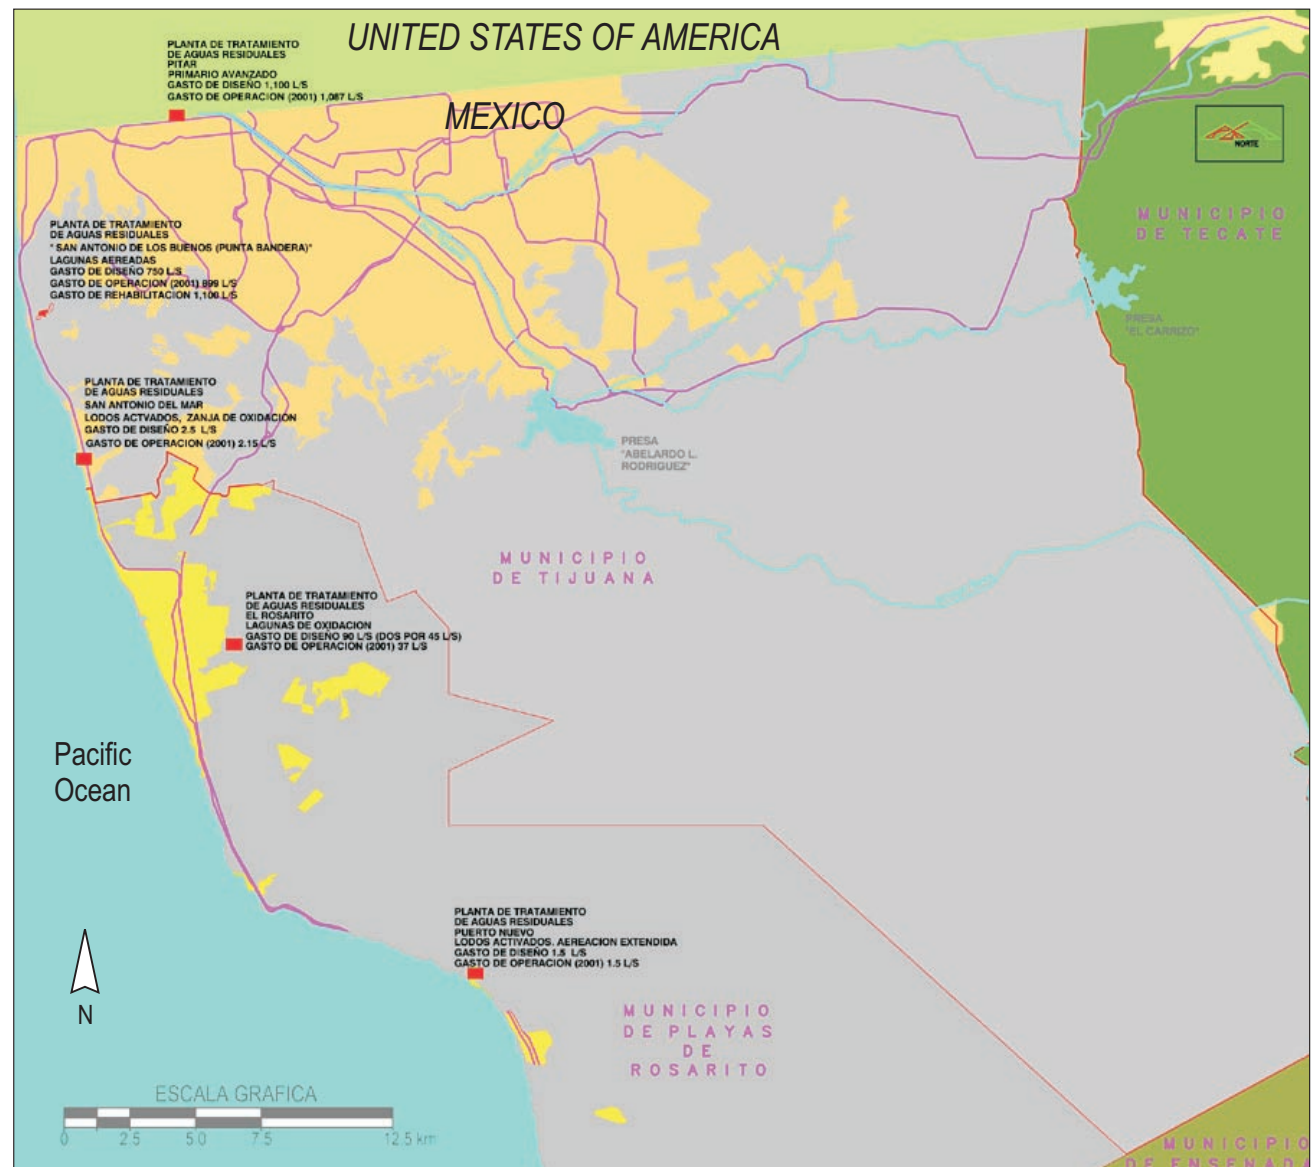 UNITED STATES OF AMERICA
PLANTA DE TRATAMIENTO
DE AGUAS RESIDUALES
PITAR
PRIMARIO AVANZADO
GASTO DE DISEÑO 1,100 L/S
GASTO DE OPERACION (2001) 1,087 L/S
MEXICO
NORTE
MUNICIPIO
DE TECATE
PLANTA DE TRATAMIENTO
DE AGUAS RESIDUALES
" SAN ANTONIO DE LOS BUENOS (PUNTA BANDERA)"
LAGUNAS AEREADAS
GASTO DE DISEÑO 750 L/S
GASTO DE OPERACION (2001) 899 L/S
GASTO DE REHABILITACION 1,100 L/S
PRESA
"EL CARRIZO"
PLANTA DE TRATAMIENTO
DE AGUAS RESIDUALES
SAN ANTONIO DEL MAR
LODOS ACTVADOS, ZANJA DE OXIDACION
GASTO DE DISEÑO 2.5 L/S
GASTO DE OPERACION (2001) 2.15 L/S
PRESA
"ABELARDO L.
RODRIGUEZ"
MUNICIPIO
DE TIJUANA
PLANTA DE TRATAMIENTO
DE AGUAS RESIDUALES
EL ROSARITO
LAGUNAS DE OXIDACION
GASTO DE DISEÑO 90 L/S (DOS POR 45 L/S)
GASTO DE OPERACION (2001) 37 L/S
Pacific
Ocean
PLANTA DE TRATAMIENTO
DE AGUAS RESIDUALES
PUERTO NUEVO
LODOS ACTIVADOS. AEREACION EXTENDIDA
GASTO DE DISEÑO 1.5 L/S
GASTO DE OPERACION (2001) 1.5 L/S
N
MUNICIPIO
DE PLAYAS
DE
ROSARITO
ESCALA GRAFICA
0 2.5 5.0 7.5 12.5 km
MUNICIPIO
DE ENSENADA